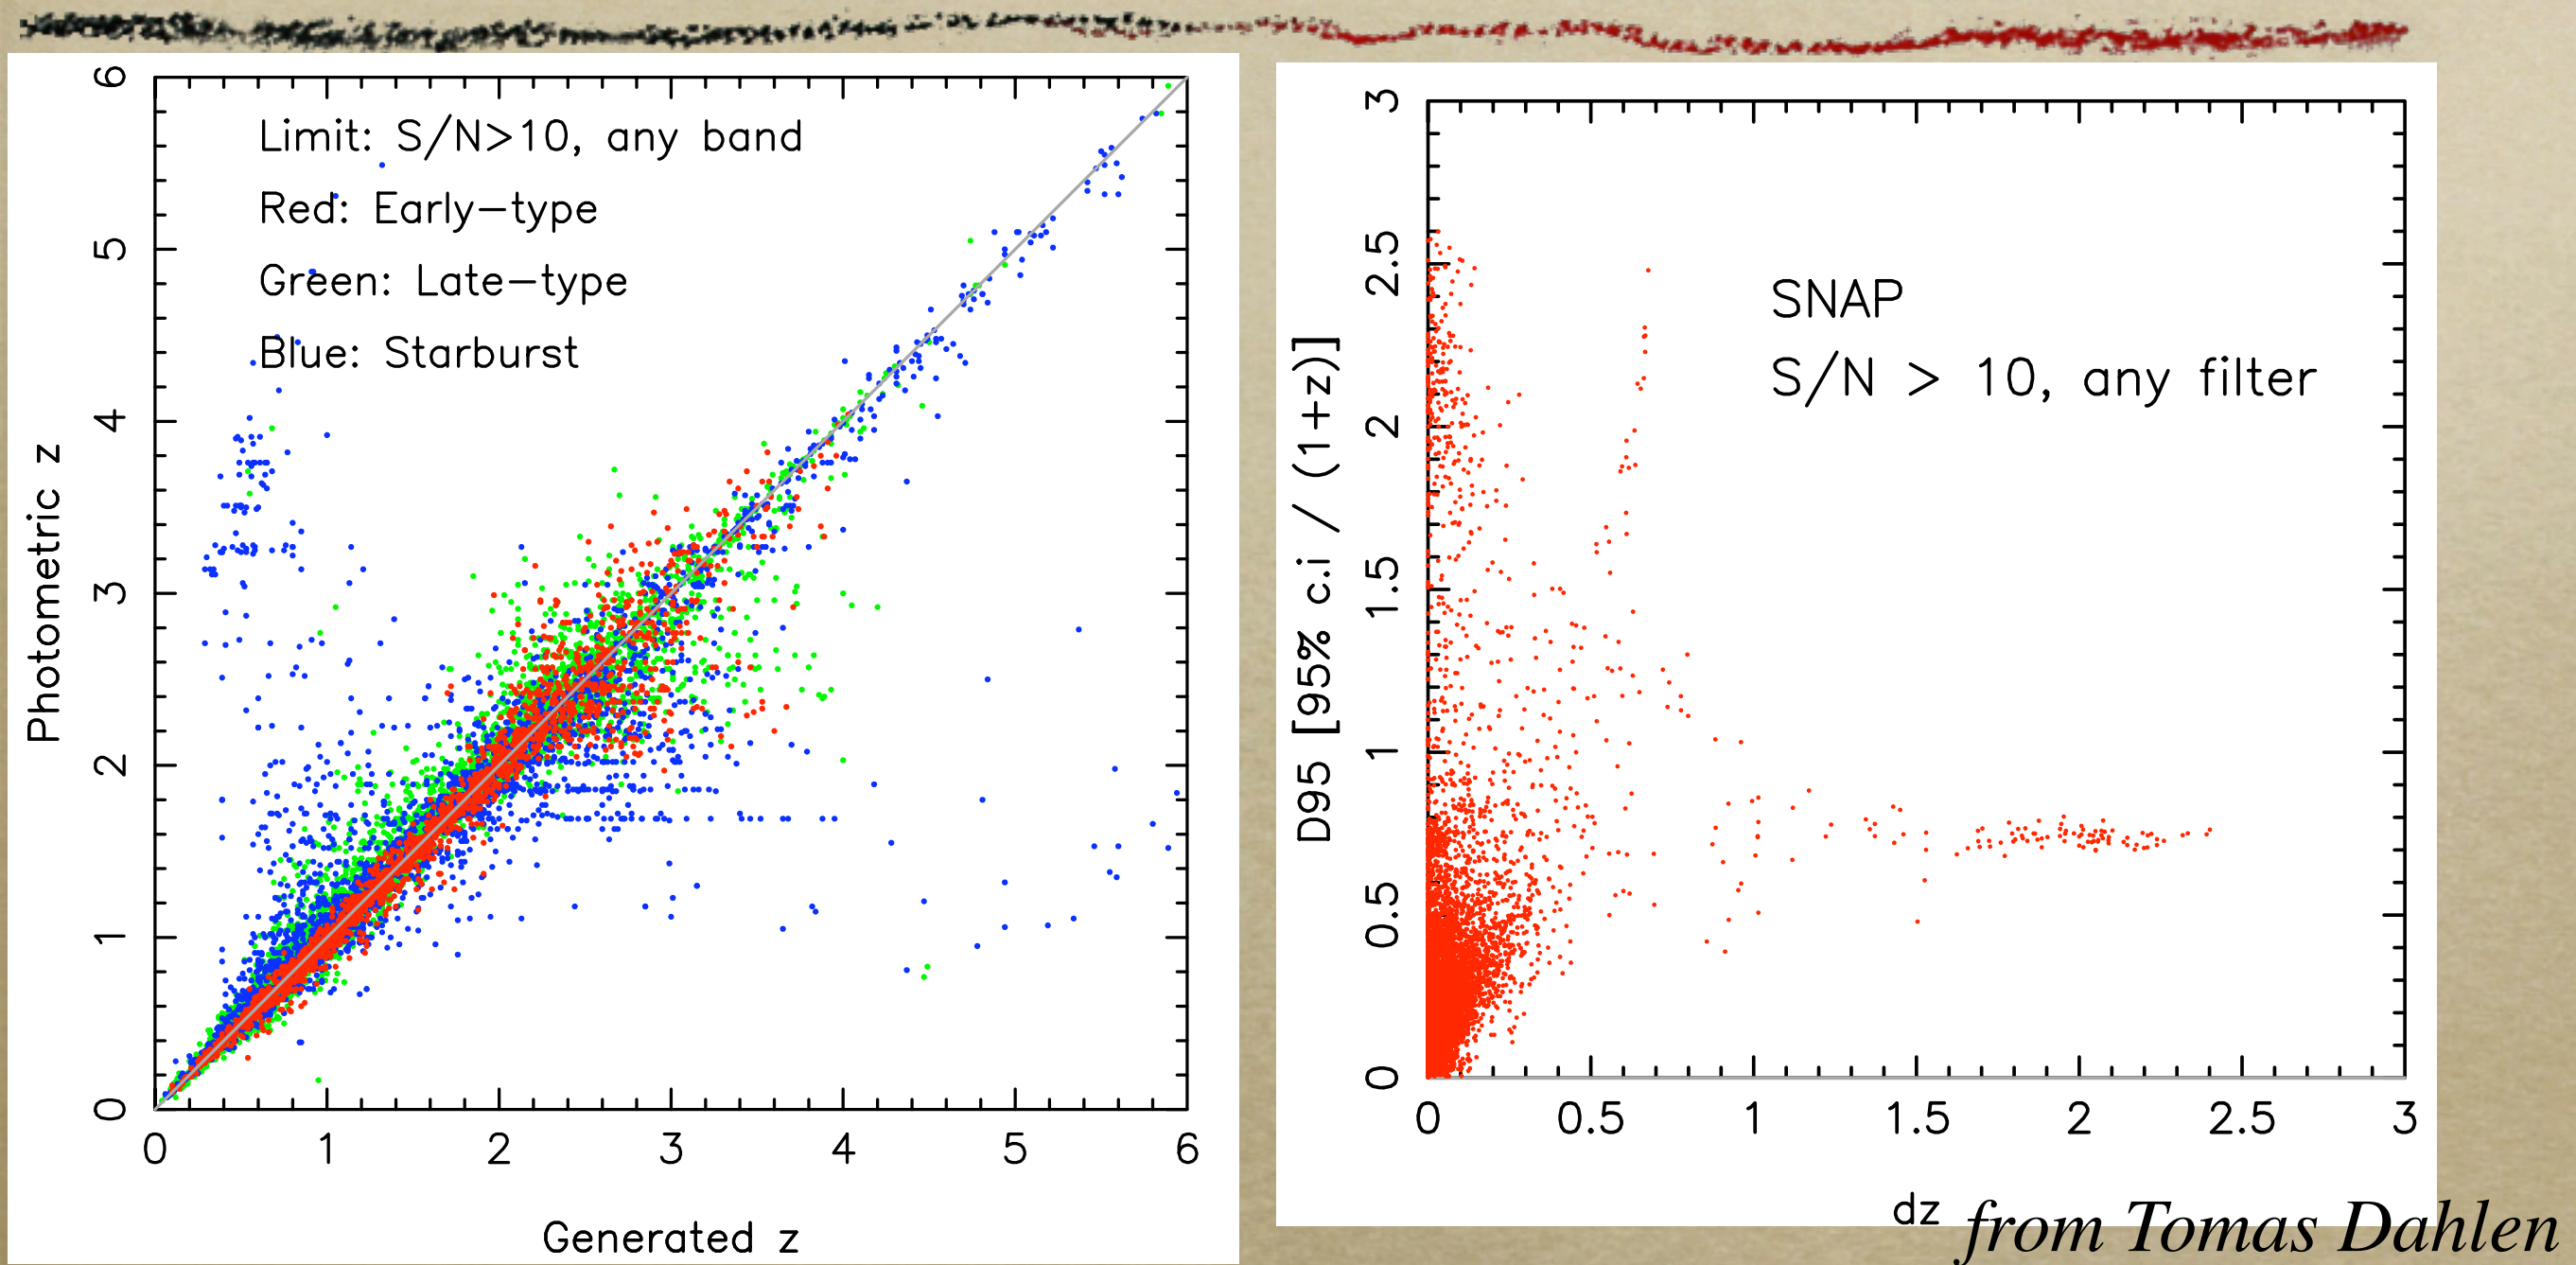 6
5
4
3
2
1
0
Photometric z
Limit: S/N>10, any band
Red: Early-type
Green: Late-type
Blue: Starburst
0 1 2 3 4 5 6
Generated z
3
2.5
2
1.5
1
0.5
0
D95 [95% c.i / (1+z)]
SNAP
S/N > 10, any filter
0 0.5 1 1.5 2 2.5 3
dz
from Tomas Dahlen